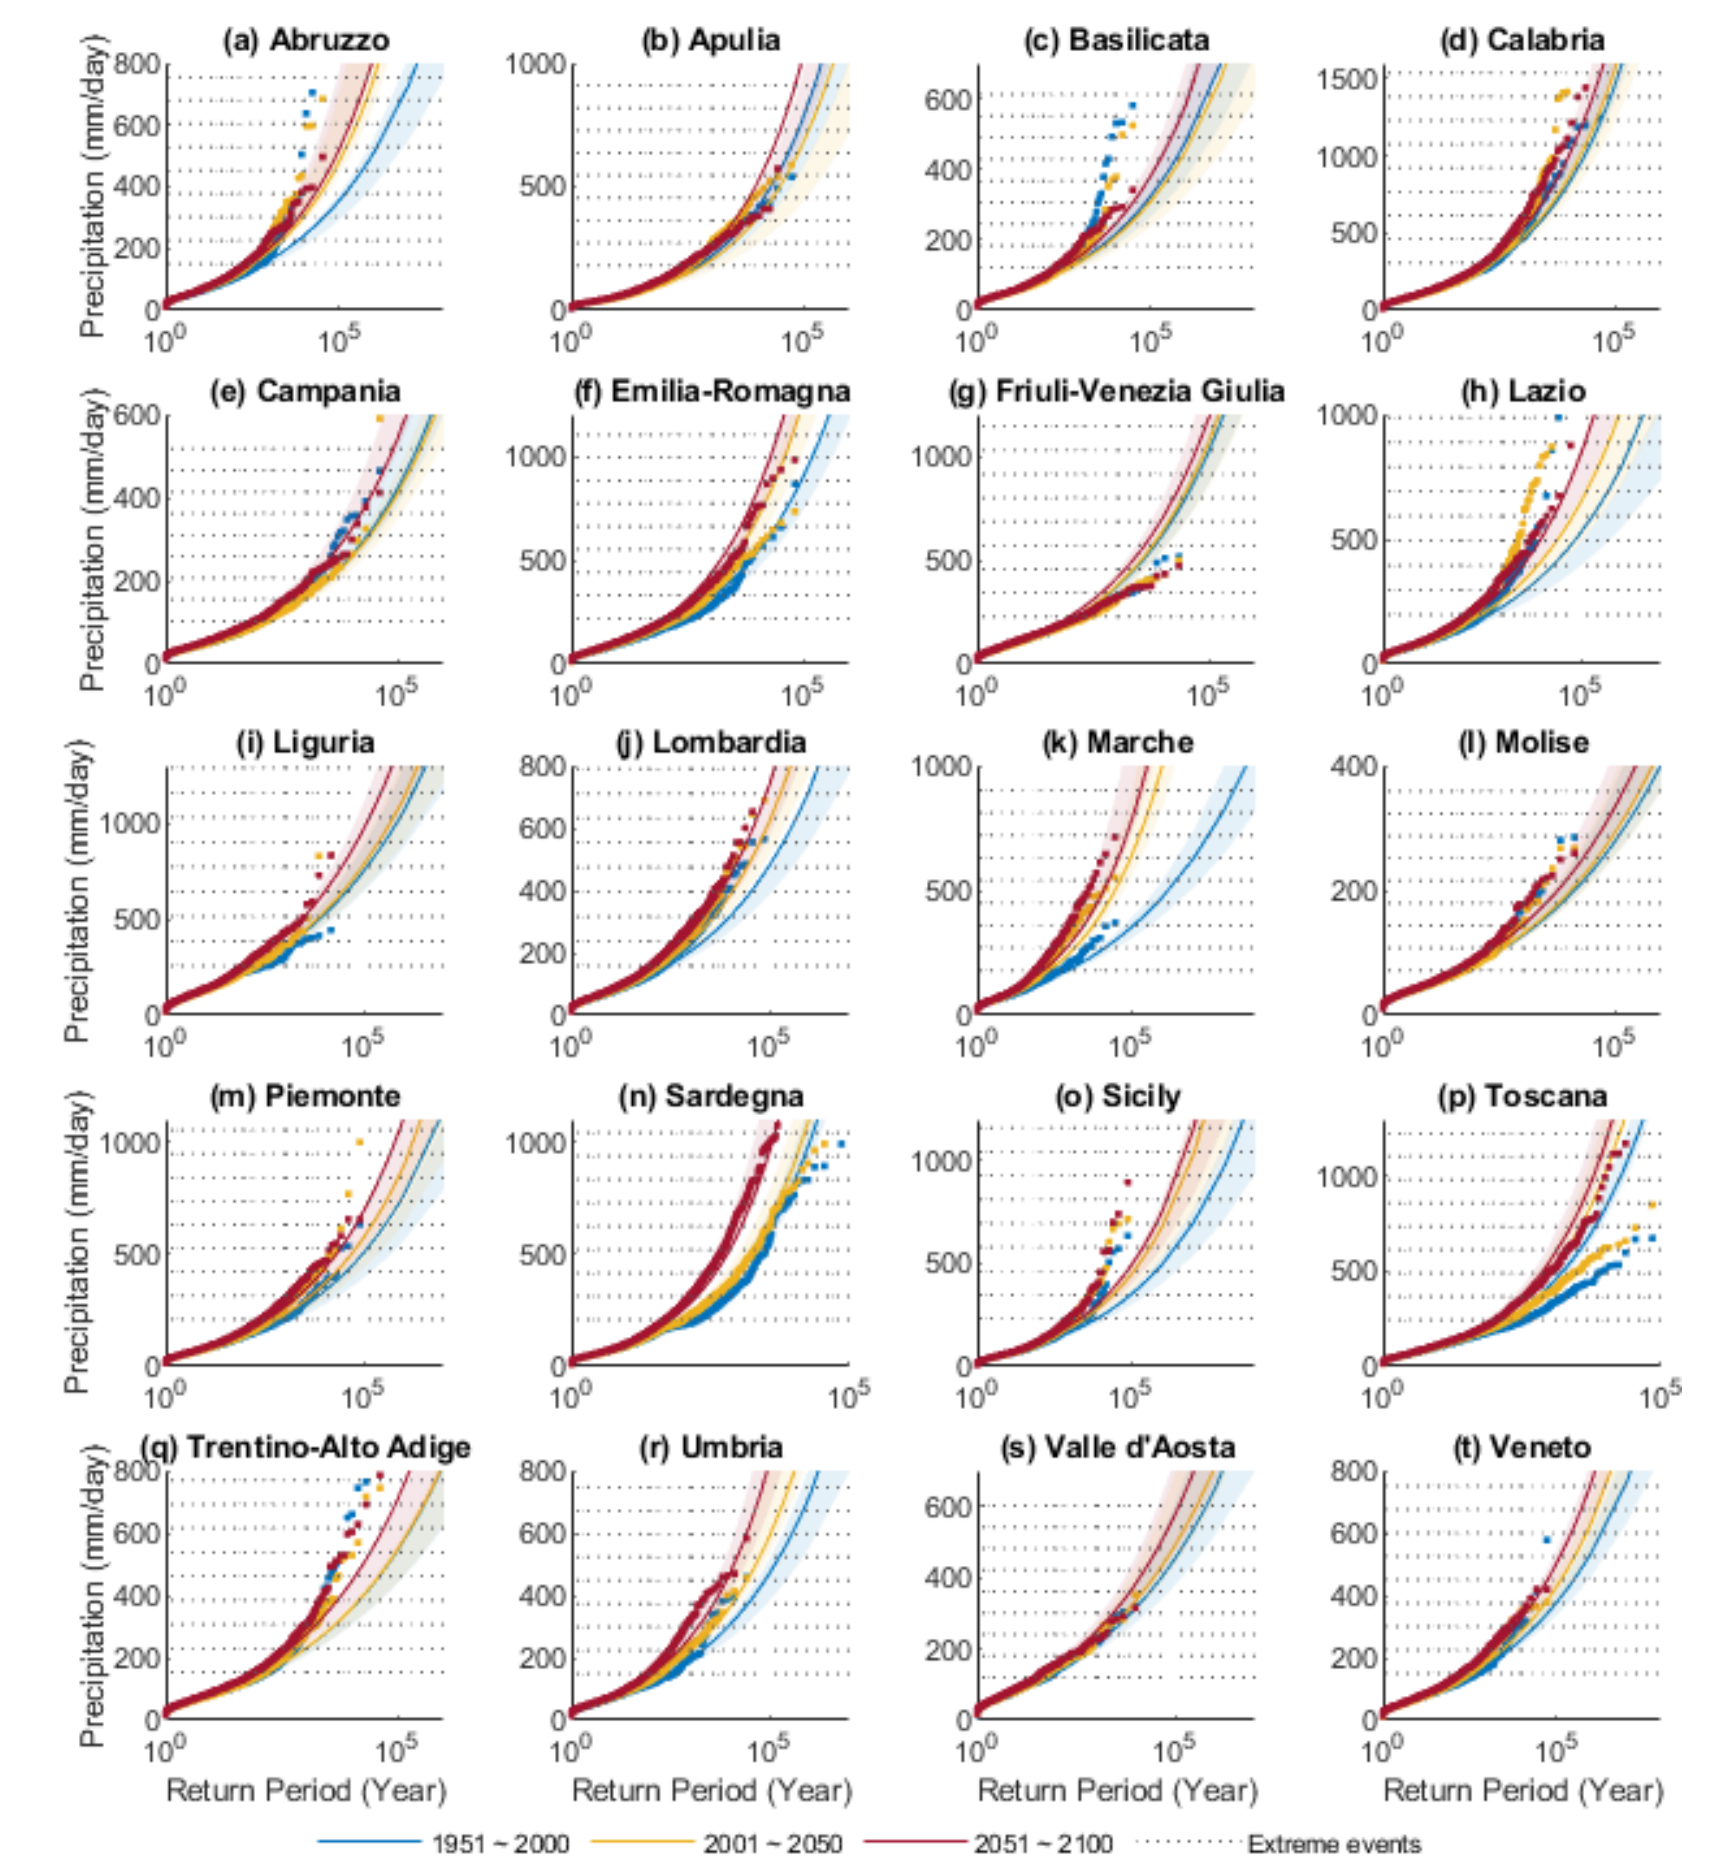 (a) Abruzzo (b) Apulia (c) Basilicata (d) Calabria
Precipitation (mm/day)
800 600 400 200 0
10^0 10^5
1000 500 0
10^0 10^5
600 400 200 0
10^0 10^5
1500 1000 500 0
10^0 10^5
(e) Campania (f) Emilia-Romagna (g) Friuli-Venezia Giulia (h) Lazio
Precipitation (mm/day)
600 400 200 0
10^0 10^5
1000 500 0
10^0 10^5
1000 500 0
10^0 10^5
1000 500 0
10^0 10^5
(i) Liguria (j) Lombardia (k) Marche (l) Molise
Precipitation (mm/day)
1000 500 0
10^0 10^5
800 600 400 200 0
10^0 10^5
1000 500 0
10^0 10^5
400 200 0
10^0 10^5
(m) Piemonte (n) Sardegna (o) Sicily (p) Toscana
Precipitation (mm/day)
1000 500 0
10^0 10^5
1000 500 0
10^0 10^5
1000 500 0
10^0 10^5
1000 500 0
10^0 10^5
(q) Trentino-Alto Adige (r) Umbria (s) Valle d'Aosta (t) Veneto
Precipitation (mm/day)
800 600 400 200 0
10^0 10^5
800 600 400 200 0
10^0 10^5
600 400 200 0
10^0 10^5
800 600 400 200 0
10^0 10^5
Return Period (Year) Return Period (Year) Return Period (Year) Return Period (Year)
1951 ~ 2000 2001 ~ 2050 2051 ~ 2100 Extreme events